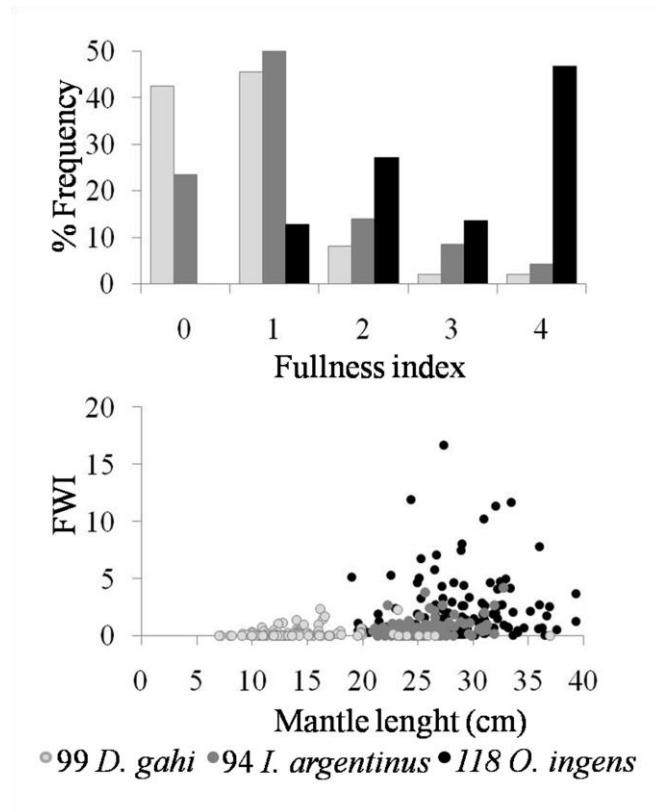 50
40
30
20
10
0
% Frequency
0 1 2 3 4
Fullness index
20
15
10
5
0
FWI
0 5 10 15 20 25 30 35 40
Mantle lenght (cm)
99 D. gahi 94 I. argentinus 118 O. ingens